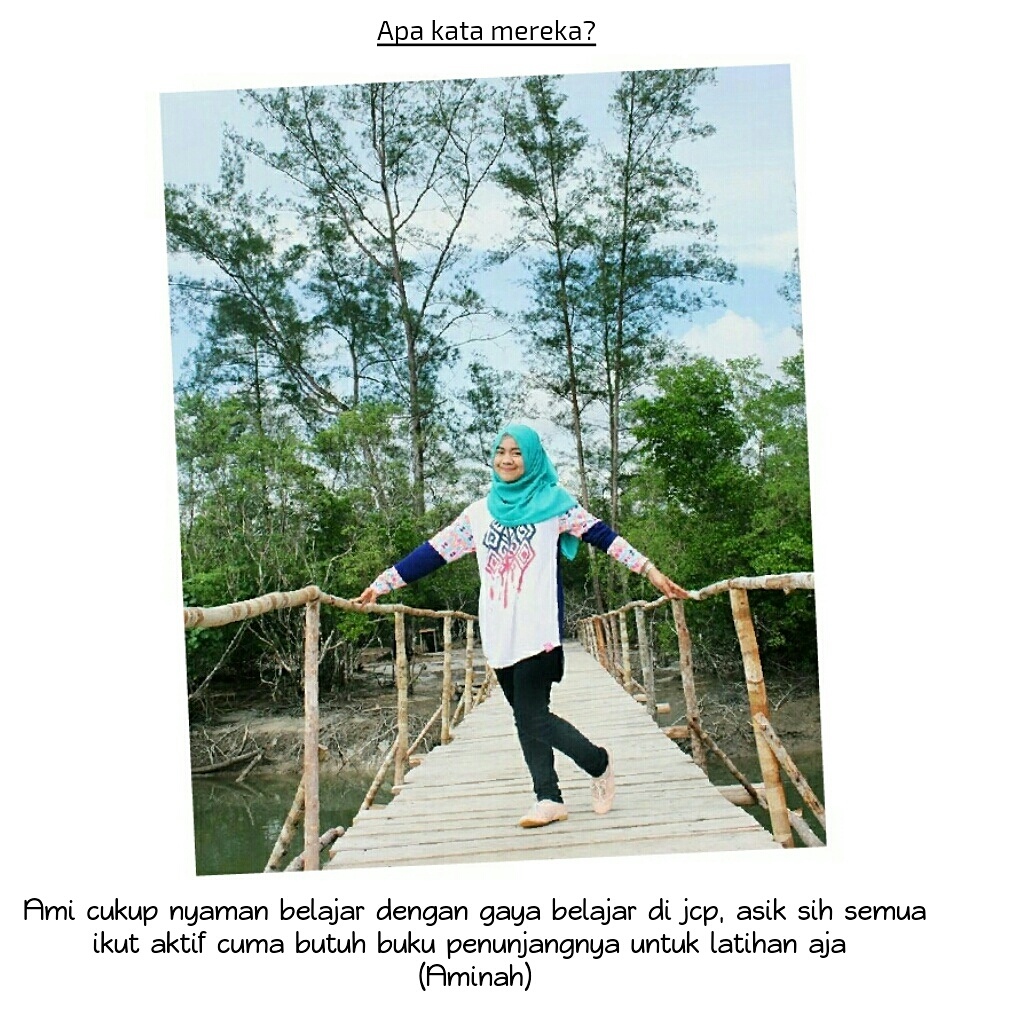 Apa kata mereka?
Ami cukup nyaman belajar dengan gaya belajar di jcp, asik sih semua
ikut aktif cuma butuh buku penunjangnya untuk latihan aja
(Aminah)